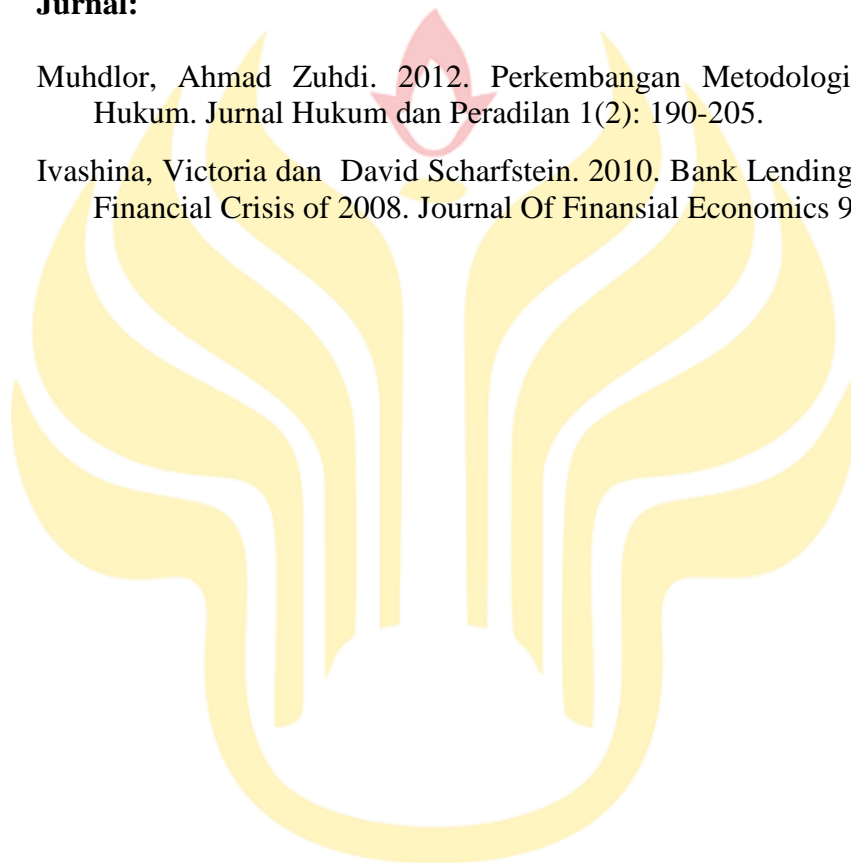 Jurnal:
Muhdlor, Ahmad Zuhdi. 2012. Perkembangan Metodologi
Hukum. Jurnal Hukum dan Peradilan 1(2): 190-205.
Ivashina, Victoria dan David Scharfstein. 2010. Bank Lending
Financial Crisis of 2008. Journal Of Finansial Economics 9